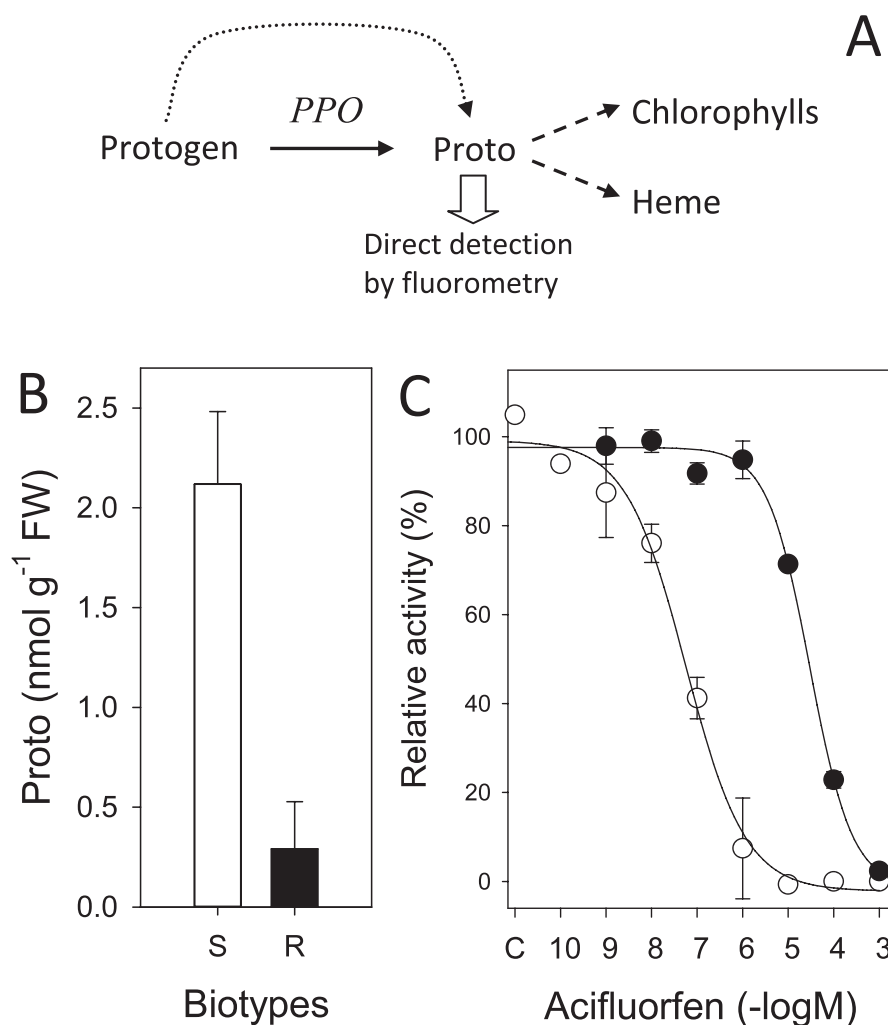 A
PPO
Protogen
Proto
Chlorophylls
Heme
Direct detection
by fluorometry
B
Proto (nmol g-1 FW)
2.5
2.0
1.5
1.0
0.5
0.0
S R
Biotypes
C
Relative activity (%)
100
80
60
40
20
0
C 10 9 8 7 6 5 4 3
Acifluorfen (-logM)